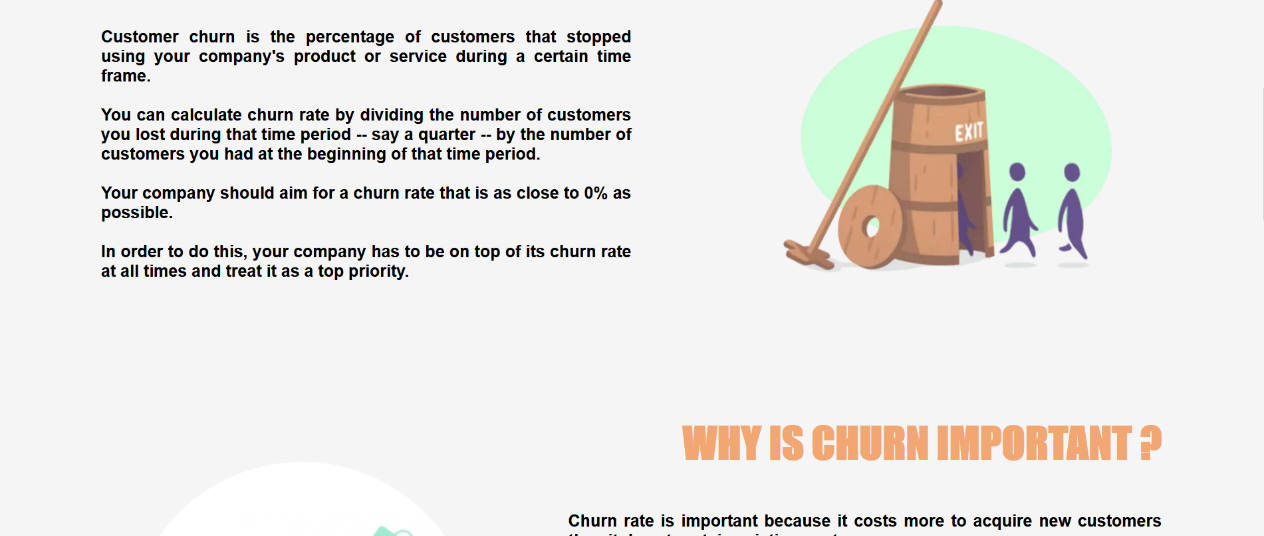 Customer churn is the percentage of customers that stopped
using your company's product or service during a certain time
frame.
You can calculate churn rate by dividing the number of customers
you lost during that time period -- say a quarter -- by the number of
customers you had at the beginning of that time period.
Your company should aim for a churn rate that is as close to 0% as
possible.
In order to do this, your company has to be on top of its churn rate
at all times and treat it as a top priority.
EXIT
WHY IS CHURN IMPORTANT ?
Churn rate is important because it costs more to acquire new customers